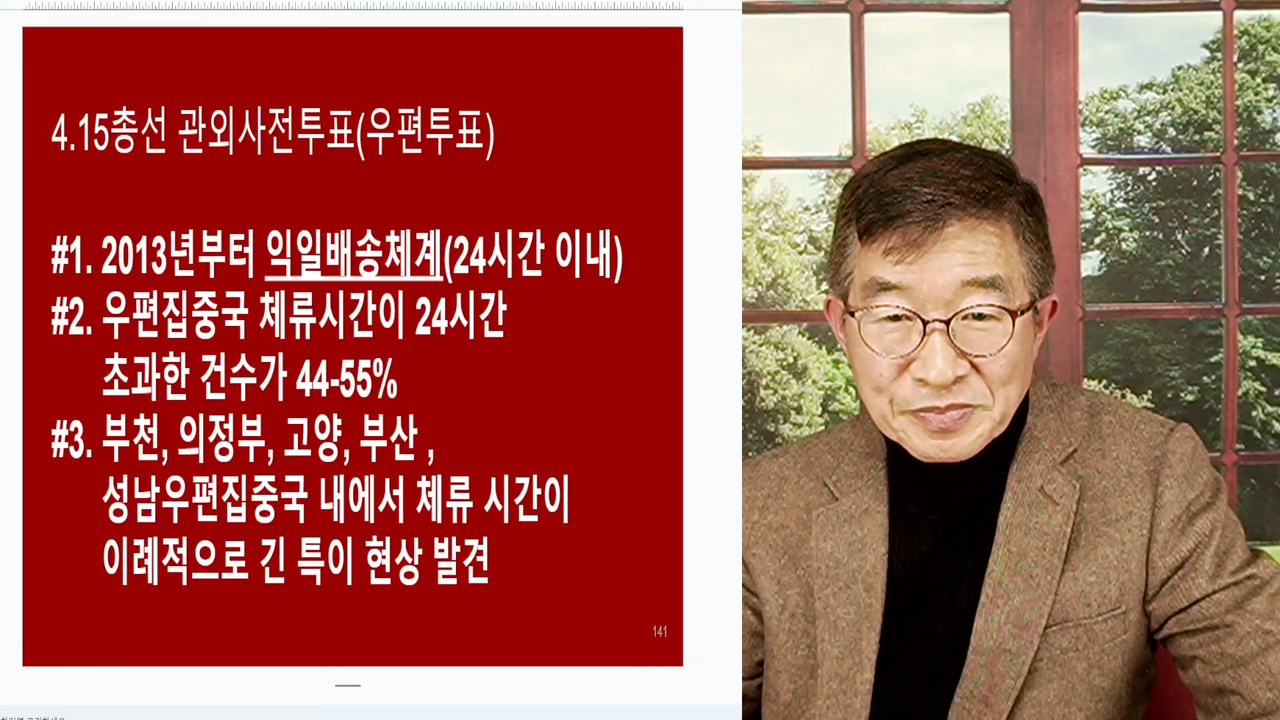 4.15총선 관외사전투표(우편투표)
#1. 2013년부터 익일배송체계(24시간 이내)
#2. 우편집중국 체류시간이 24시간
초과한 건수가 44-55%
#3. 부천, 의정부, 고양, 부산 ,
성남우편집중국 내에서 체류 시간이
이례적으로 긴 특이 현상 발견
141